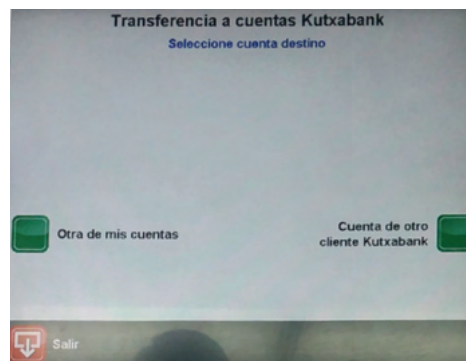 Transferencia a cuentas Kutxabank
Seleccione cuenta destino
Otra de mis cuentas
Cuenta de otro
cliente Kutxabank
Salir